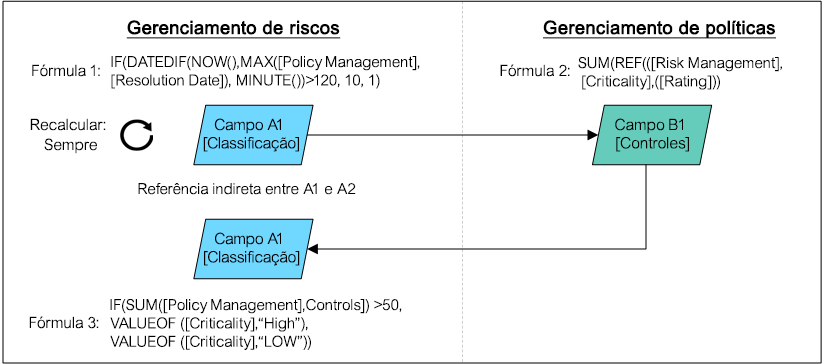 Gerenciamento de riscos
Gerenciamento de políticas
Fórmula 1:
IF(DATEDIF(NOW(),MAX([Policy Management],
[Resolution Date]), MINUTE())>120, 10, 1)
Fórmula 2:
SUM(REF(([Risk Management],
[Criticality],([Rating]))
Recalcular:
Sempre
Campo A1
[Classificação]
Campo B1
[Controles]
Referência indireta entre A1 e A2
Campo A1
[Classificação]
Fórmula 3:
IF(SUM([Policy Management],Controls]) >50,
VALUEOF ([Criticality],“High”),
VALUEOF ([Criticality],“LOW”))